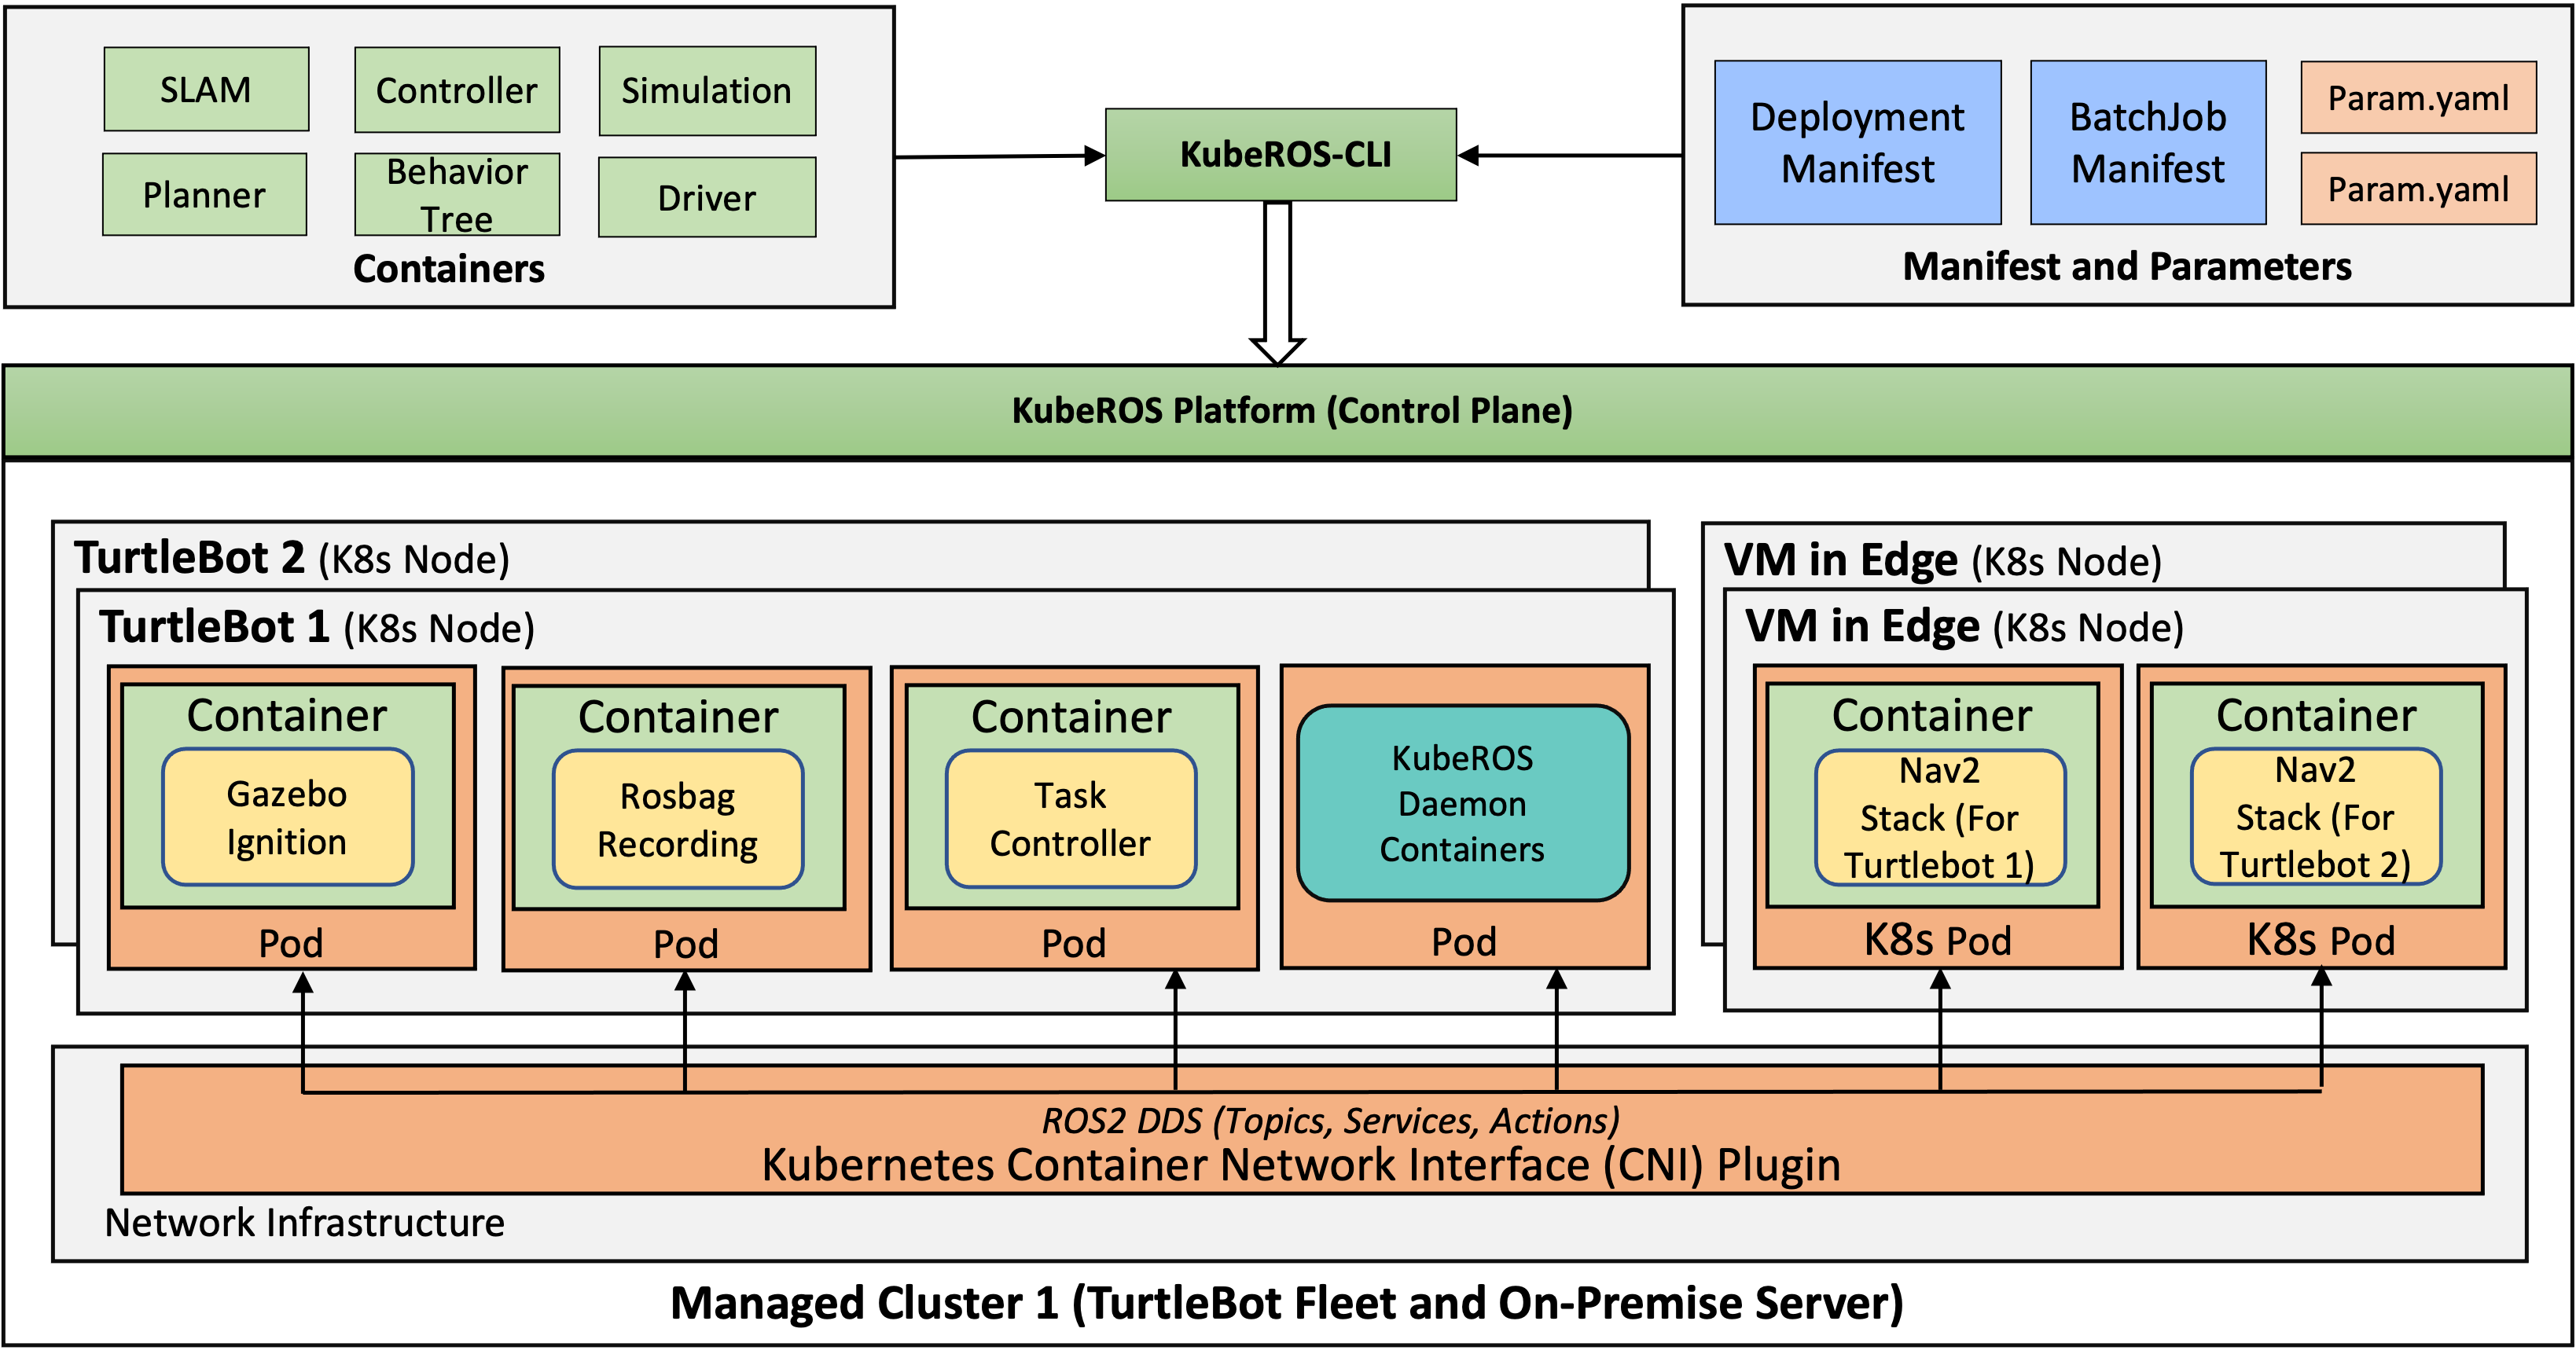 SLAM
Controller
Simulation
Planner
Behavior
Tree
Driver
Containers
KubeROS-CLI
Deployment
Manifest
BatchJob
Manifest
Param.yaml
Param.yaml
Manifest and Parameters
KubeROS Platform (Control Plane)
TurtleBot 2 (K8s Node)
TurtleBot 1 (K8s Node)
Container
Gazebo
Ignition
Pod
Container
Rosbag
Recording
Pod
Container
Task
Controller
Pod
KubeROS
Daemon
Containers
Pod
VM in Edge (K8s Node)
VM in Edge (K8s Node)
Container
Nav2
Stack (For
Turtlebot 1)
K8s Pod
Container
Nav2
Stack (For
Turtlebot 2)
K8s Pod
ROS2 DDS (Topics, Services, Actions)
Kubernetes Container Network Interface (CNI) Plugin
Network Infrastructure
Managed Cluster 1 (TurtleBot Fleet and On-Premise Server)